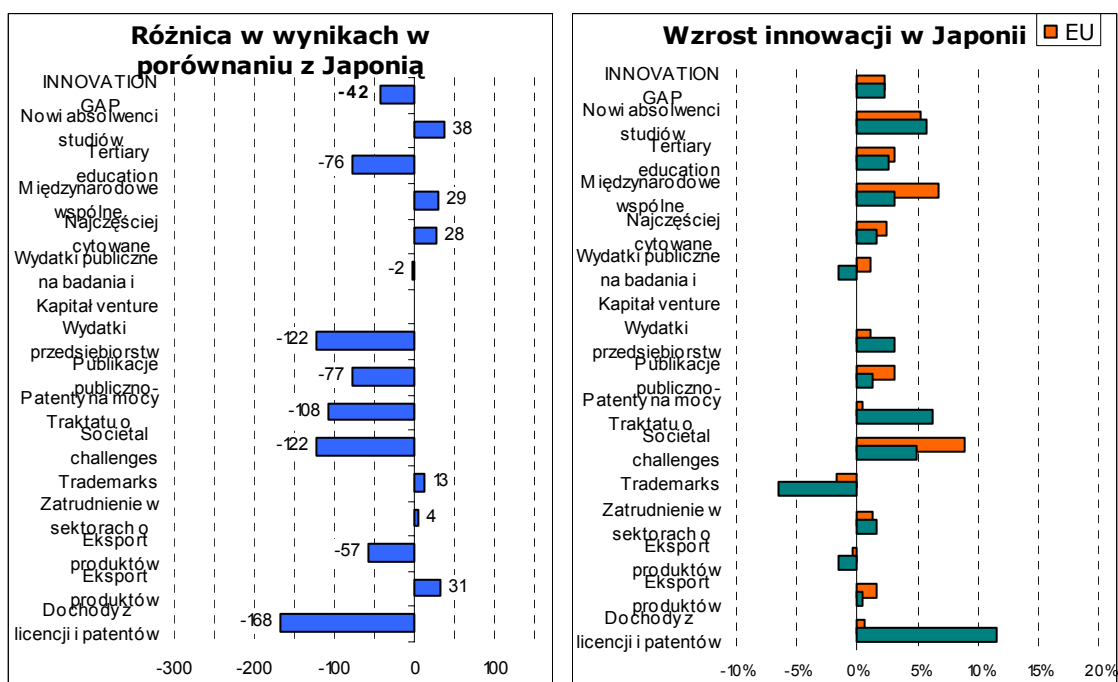 Różnica w wynikach w
porównaniu z Japonią
INNOVATION
GAP
-42
Nowi absolwenci
studiów
38
Tertiary
education
-76
Międzynarodowe
wspólne,
29
Najczęściej
cytowane
28
Wydatki publiczne
na badania i
-2
Kapitał venture
Wydatki
przedsiebiorstw
-122
Publikacje
publiczno-
-77
Patenty na mocy
Traktatu o
-108
Societal
challenges
-122
Trademarks
13
Zatrudnienie w
sektorach o
4
Eksport
produktów
-57
Eksport
produktów
31
Dochody z
licencji i patentów
-168
-300 -200 -100 0 100
Wzrost innowacji w Japonii
EU
INNOVATION
GAP
Nowi absolwenci
studiów
Tertiary
education
Międzynarodowe
wspólne
Najczęściej
cytowane
Wydatki publiczne
na badania i
Kapitał venture
Wydatki
przedsiebiorstw
Publikacje
publiczno-
Patenty na mocy
Traktatu o
Societal
challenges
Trademarks
Zatrudnienie w
sektorach o
Eksport
produktów
Eksport
produktów
Dochody z
licencji i patentów
-10% -5% 0% 5% 10% 15% 20%